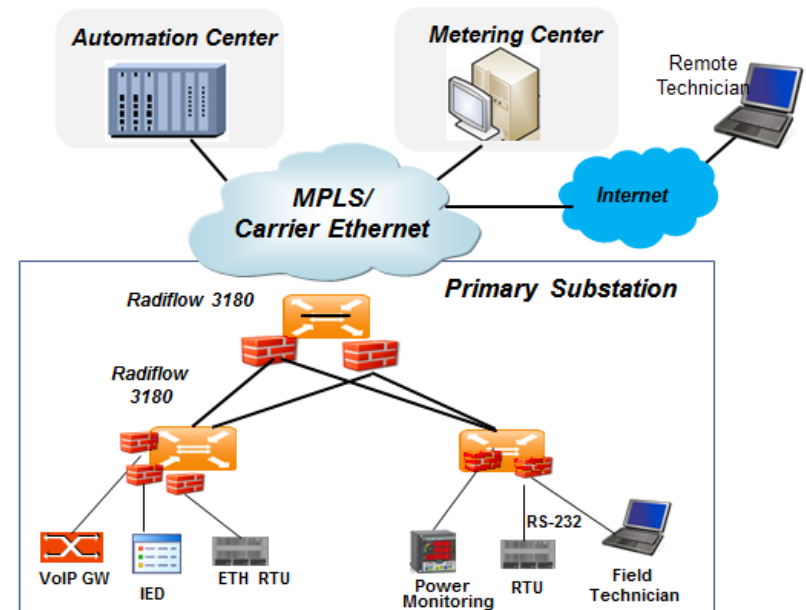 Automation Center
Metering Center
Remote
Technician
MPLS/
Carrier Ethernet
Internet
Primary Substation
Radiflow 3180
Radiflow
3180
VoIP GW
IED
ETH RTU
RS-232
Power
Monitoring
RTU
Field
Technician